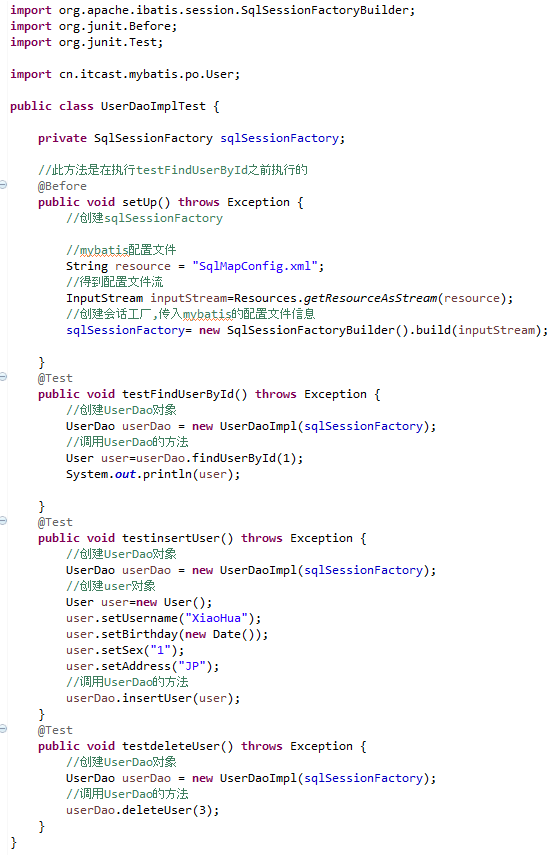 import org.apache.ibatis.session.SqlSessionFactoryBuilder;
import org.junit.Before;
import org.junit.Test;

import cn.itcast.mybatis.po.User;

public class UserDaoImplTest {

    private SqlSessionFactory sqlSessionFactory;

    //此方法是在执行testFindUserById之前执行的
    @Before
    public void setUp() throws Exception {
        //创建sqlSessionFactory

        //mybatis配置文件
        String resource = "SqlMapConfig.xml";
        //得到配置文件流
        InputStream inputStream=Resources.getResourceAsStream(resource);
        //创建会话工厂,传入mybatis的配置文件信息
        sqlSessionFactory= new SqlSessionFactoryBuilder().build(inputStream);

    }
    @Test
    public void testFindUserById() throws Exception {
        //创建UserDao对象
        UserDao userDao = new UserDaoImpl(sqlSessionFactory);
        //调用UserDao的方法
        User user=userDao.findUserById(1);
        System.out.println(user);

    }
    @Test
    public void testinsertUser() throws Exception {
        //创建UserDao对象
        UserDao userDao = new UserDaoImpl(sqlSessionFactory);
        //创建user对象
        User user=new User();
        user.setUsername("XiaoHua");
        user.setBirthday(new Date());
        user.setSex("1");
        user.setAddress("JP");
        //调用UserDao的方法
        userDao.insertUser(user);
    }
    @Test
    public void testdeleteUser() throws Exception {
        //创建UserDao对象
        UserDao userDao = new UserDaoImpl(sqlSessionFactory);
        //调用UserDao的方法
        userDao.deleteUser(3);
    }
}